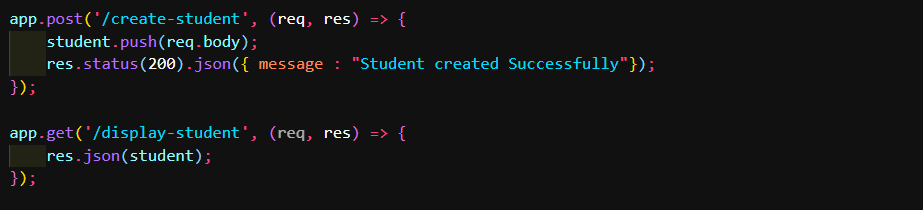 app.post('/create-student', (req, res) => {
    student.push(req.body);
    res.status(200).json({ message : "Student created Successfully"});
});

app.get('/display-student', (req, res) => {
    res.json(student);
});